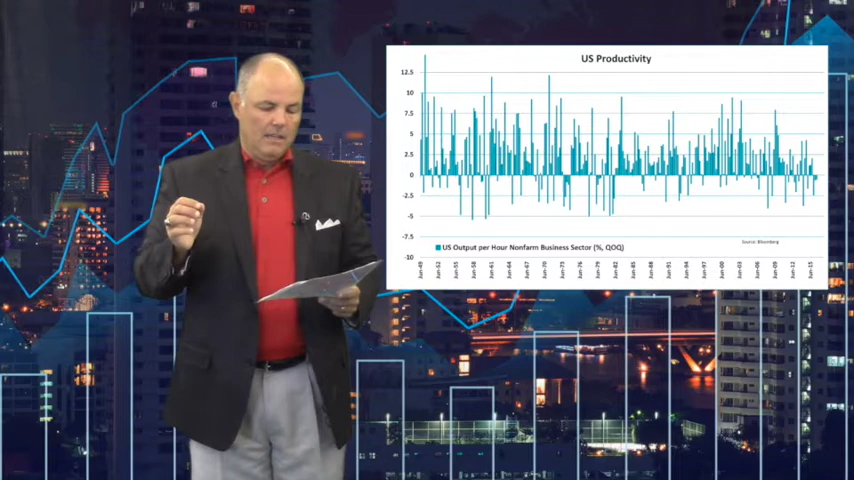 US Productivity
12.5
10
7.5
5
2.5
0
-2.5
-5
-7.5
-10
US Output per Hour Nonfarm Business Sector (%, QOQ)
Source: Bloomberg
Jun-49 Jun-52 Jun-55 Jun-58 Jun-61 Jun-64 Jun-67 Jun-70 Jun-73 Jun-76 Jun-79 Jun-82 Jun-85 Jun-88 Jun-91 Jun-94 Jun-97 Jun-00 Jun-03 Jun-06 Jun-09 Jun-12 Jun-15